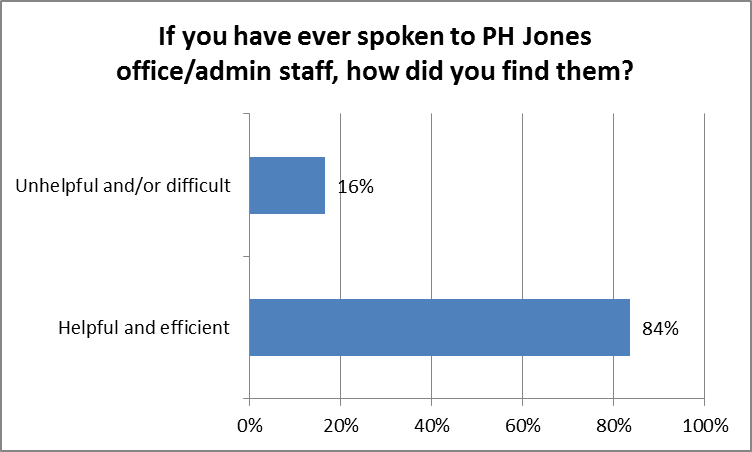 If you have ever spoken to PH Jones
office/admin staff, how did you find them?
Unhelpful and/or difficult
16%
Helpful and efficient
84%
0% 20% 40% 60% 80% 100%